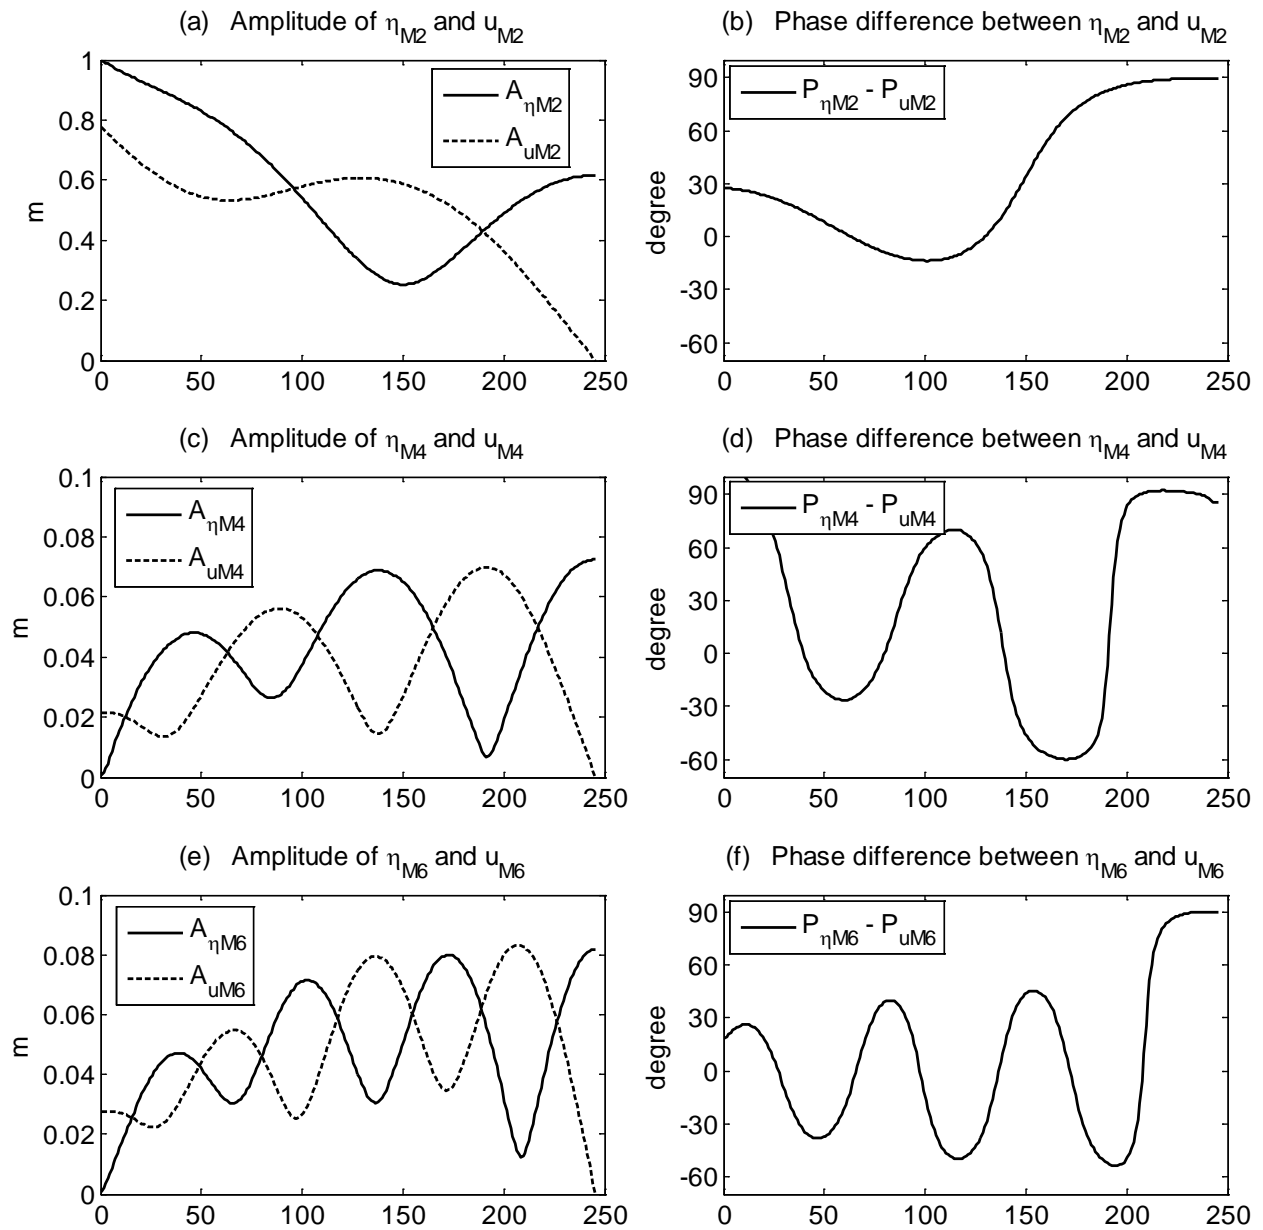 (a) Amplitude of ηM2 and uM2
1
0.8
0.6
0.4
0.2
0
m
0 50 100 150 200 250
AηM2
AuM2
(b) Phase difference between ηM2 and uM2
90
60
30
0
-30
-60
degree
0 50 100 150 200 250
PηM2 - PuM2
(c) Amplitude of ηM4 and uM4
0.1
0.08
0.06
0.04
0.02
0
m
0 50 100 150 200 250
AηM4
AuM4
(d) Phase difference between ηM4 and uM4
90
60
30
0
-30
-60
degree
0 50 100 150 200 250
PηM4 - PuM4
(e) Amplitude of ηM6 and uM6
0.1
0.08
0.06
0.04
0.02
0
m
0 50 100 150 200 250
AηM6
AuM6
(f) Phase difference between ηM6 and uM6
90
60
30
0
-30
-60
degree
0 50 100 150 200 250
PηM6 - PuM6